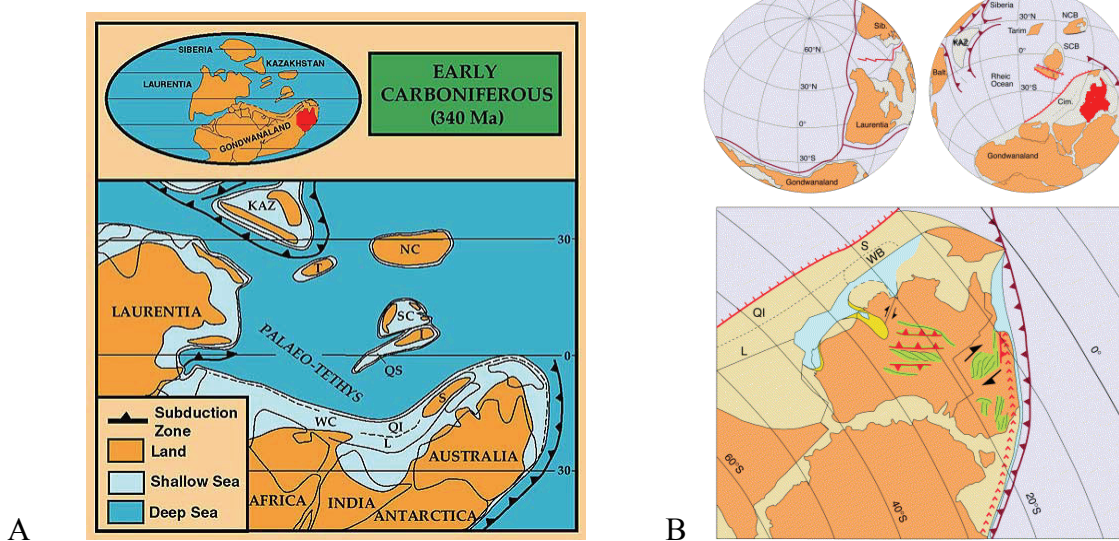 SIBERIA
KAZAKHSTAN
LAURENTIA
GONDWANALAND
EARLY
CARBONIFEROUS
(340 Ma)
KAZ
30
NC
T
LAURENTIA
SC
I
PALAEO-TETHYS
0
QS
S
WC
QI
L
AUSTRALIA
30
AFRICA
INDIA
ANTARCTICA
Subduction
Zone
Land
Shallow Sea
Deep Sea
A
Sib.
60°N
30°N
Laurentia
0°
30°S
Gondwanaland
Siberia
30°N
NCB
KAZ
Tarim
0°
SCB
Balt.
Rheic
Ocean
30°S
Cim.
Gondwanaland
S
WB
QI
L
0°
60°S
40°S
20°S
B